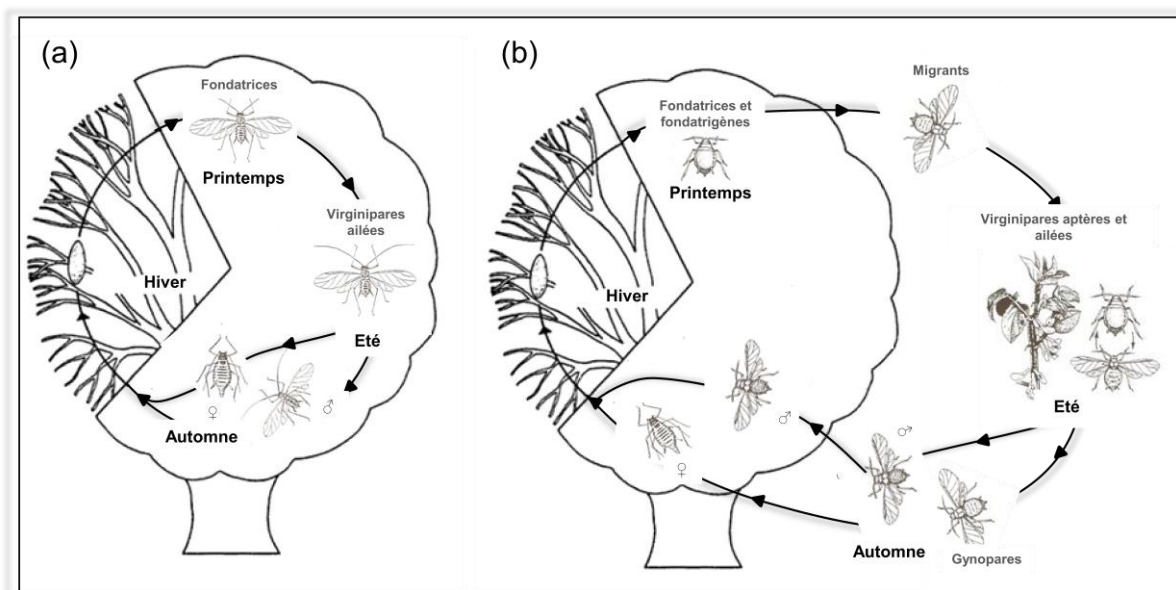 (a)
Fondatrices
Printemps
Virginipares
ailées
Hiver
Eté
♀
♂
Automne
(b)
Migrants
Fondatrices et
fondatrigènes
Printemps
Virginipares aptères et
ailées
Hiver
Eté
♂
♂
♀
Automne
Gynopares